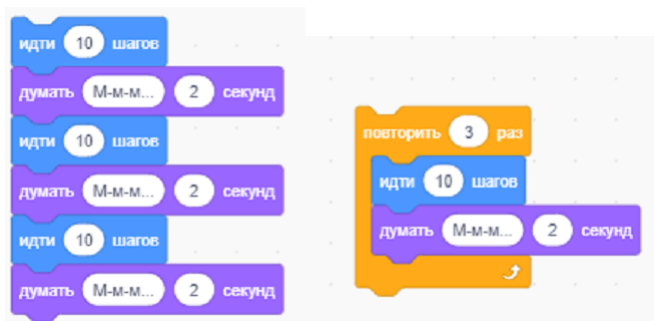 идти 10 шагов
думать М-м-м... 2 секунд
идти 10 шагов
думать М-м-м... 2 секунд
идти 10 шагов
думать М-м-м... 2 секунд
повторить 3 раз
идти 10 шагов
думать М-м-м... 2 секунд